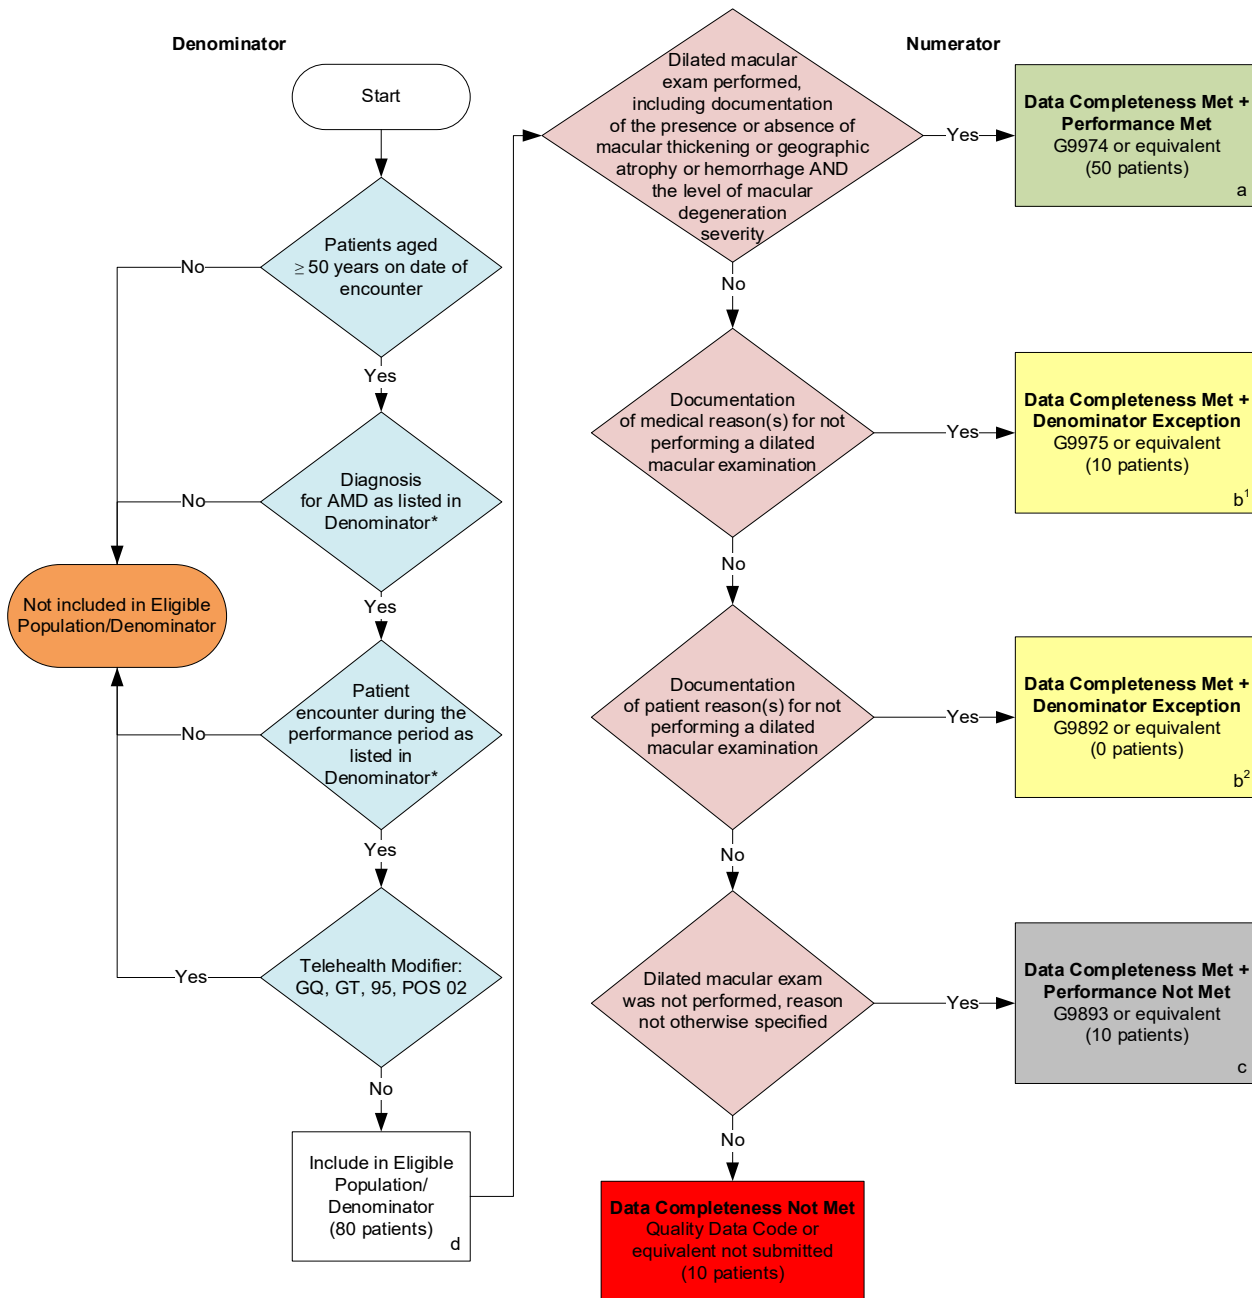 Denominator
Start
Patients aged
≥ 50 years on date of
encounter
No
Yes
Diagnosis
for AMD as listed in
Denominator*
No
Not included in Eligible
Population/Denominator
Yes
Patient
encounter during the
performance period as
listed in
Denominator*
No
Yes
Telehealth Modifier:
GQ, GT, 95, POS 02
Yes
No
Include in Eligible
Population/
Denominator
(80 patients)
d
Numerator
Dilated macular
exam performed,
including documentation
of the presence or absence of
macular thickening or geographic
atrophy or hemorrhage AND
the level of macular
degeneration
severity
Yes
Data Completeness Met +
Performance Met
G9974 or equivalent
(50 patients)
a
No
Documentation
of medical reason(s) for not
performing a dilated
macular examination
Yes
Data Completeness Met +
Denominator Exception
G9975 or equivalent
(10 patients)
b¹
No
Documentation
of patient reason(s) for not
performing a dilated
macular examination
Yes
Data Completeness Met +
Denominator Exception
G9892 or equivalent
(0 patients)
b²
No
Dilated macular exam
was not performed, reason
not otherwise specified
Yes
Data Completeness Met +
Performance Not Met
G9893 or equivalent
(10 patients)
c
No
Data Completeness Not Met
Quality Data Code or
equivalent not submitted
(10 patients)